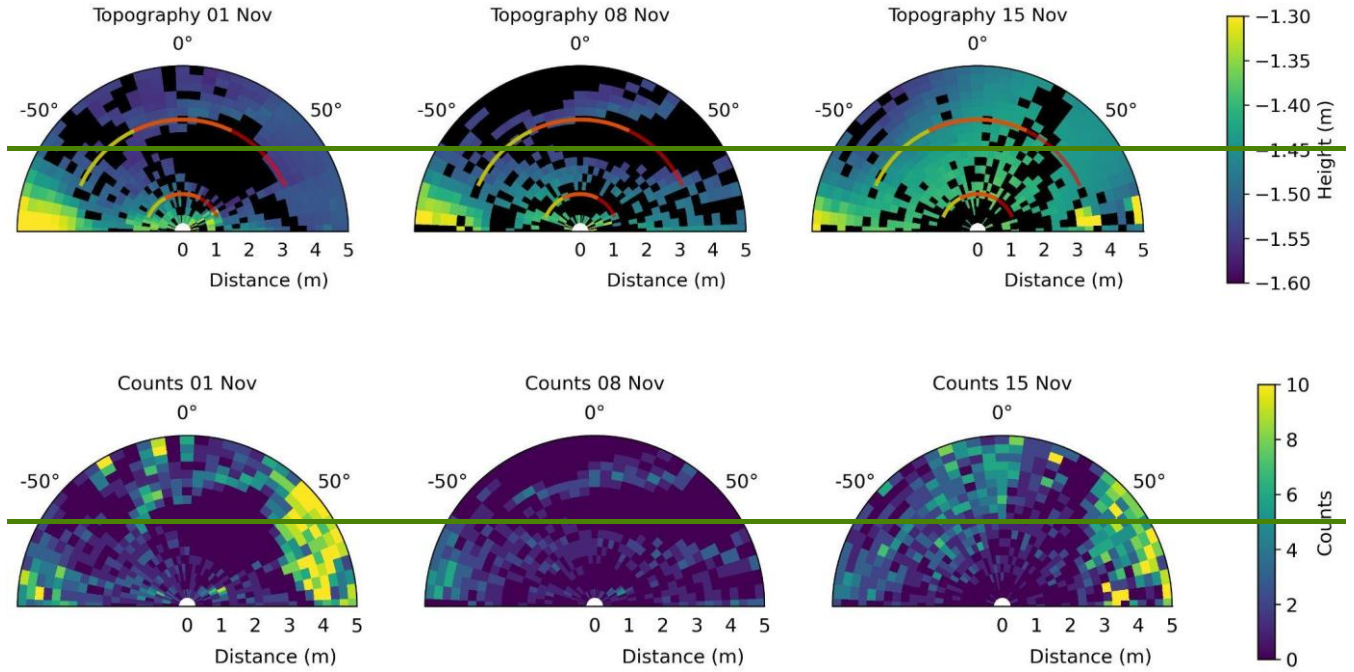 Topography 01 Nov
Topography 08 Nov
Topography 15 Nov
0°
0°
0°
-50°
50°
-50°
50°
-50°
50°
0 1 2 3 4 5
0 1 2 3 4 5
0 1 2 3 4 5
Distance (m)
Distance (m)
Distance (m)
−1.30
−1.35
−1.40
−1.45
−1.50
−1.55
−1.60
Height (m)
Counts 01 Nov
Counts 08 Nov
Counts 15 Nov
0°
0°
0°
-50°
50°
-50°
50°
-50°
50°
0 1 2 3 4 5
0 1 2 3 4 5
0 1 2 3 4 5
Distance (m)
Distance (m)
Distance (m)
10
8
6
4
2
0
Counts